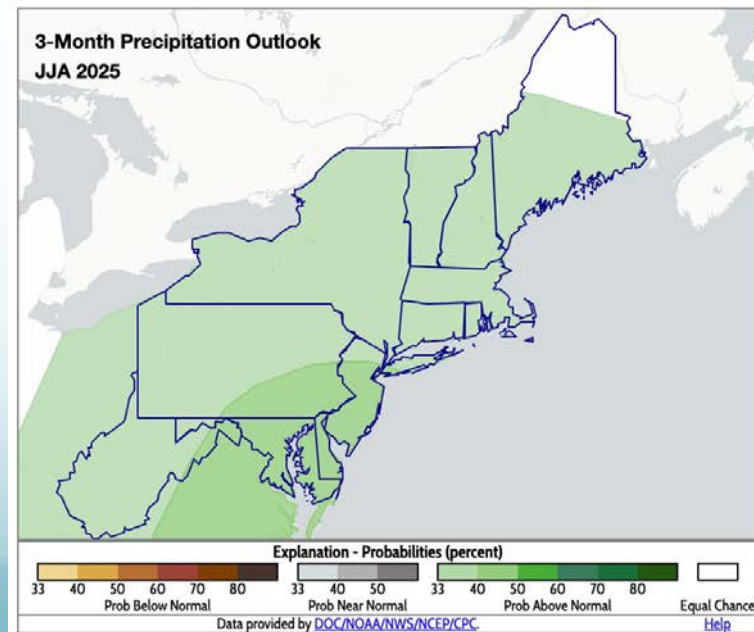 3-Month Precipitation Outlook
JJA 2025
Explanation - Probabilities (percent)
33 40 50 60 70 80 33 40 50 33 40 50 60 70 80
Prob Below Normal Prob Near Normal Prob Above Normal Equal Chance
Data provided by DOC/NOAA/NWS/NCEP/CPC. Help